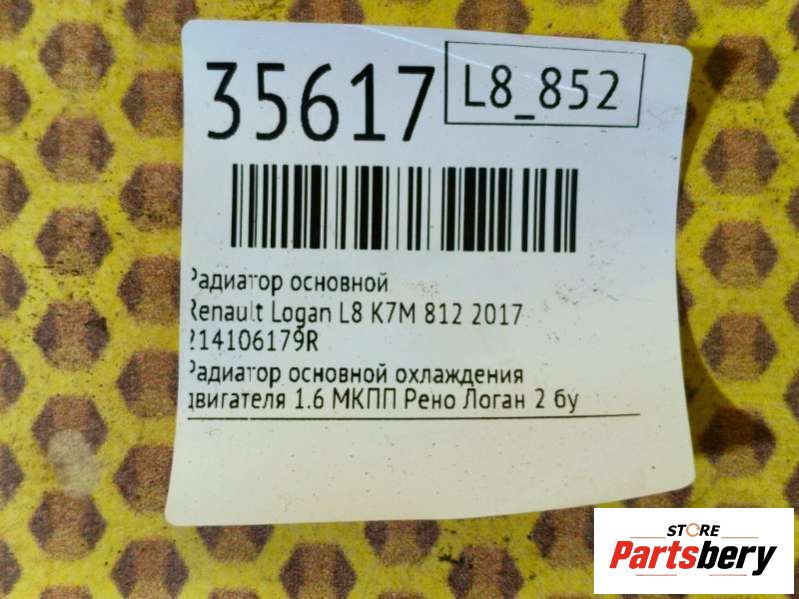 35617
L8_852
Радиатор основной
Renault Logan L8 K7M 812 2017
214106179R
Радиатор основной охлаждения
двигателя 1.6 МКПП Рено Логан 2 бу
STORE
Partsbery